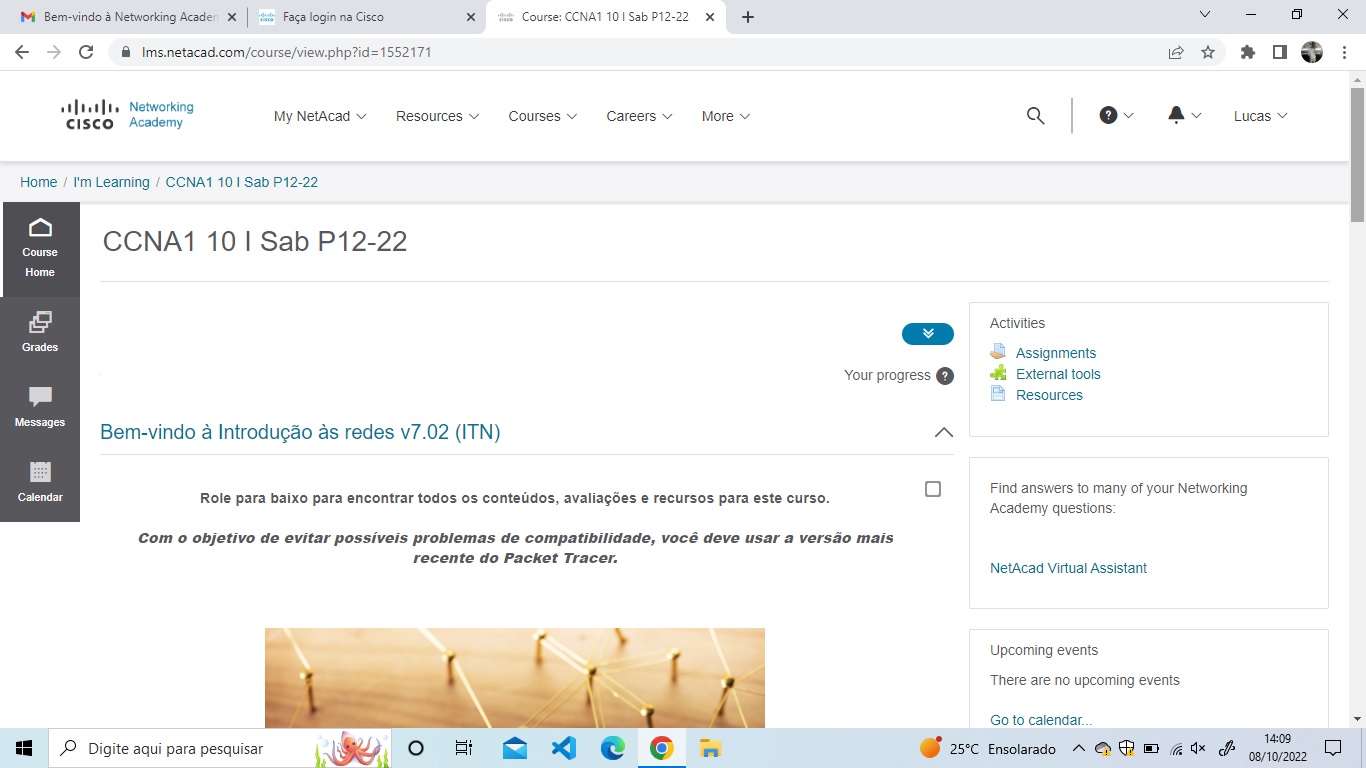 Bem-vindo à Networking Academ
Faça login na Cisco
Course: CCNA1 10 I Sab P12-22
lms.netacad.com/course/view.php?id=1552171
CISCO
Networking
Academy
My NetAcad
Resources
Courses
Careers
More
Lucas
Home / I'm Learning / CCNA1 10 I Sab P12-22
Course
Home
Grades
Messages
Calendar
CCNA1 10 I Sab P12-22
Your progress ?
Bem-vindo à Introdução às redes v7.02 (ITN)
Role para baixo para encontrar todos os conteúdos, avaliações e recursos para este curso.
Com o objetivo de evitar possíveis problemas de compatibilidade, você deve usar a versão mais
recente do Packet Tracer.
Activities
Assignments
External tools
Resources
Find answers to many of your Networking
Academy questions:
NetAcad Virtual Assistant
Upcoming events
There are no upcoming events
Go to calendar...
Digite aqui para pesquisar
25°C Ensolarado
14:09
08/10/2022